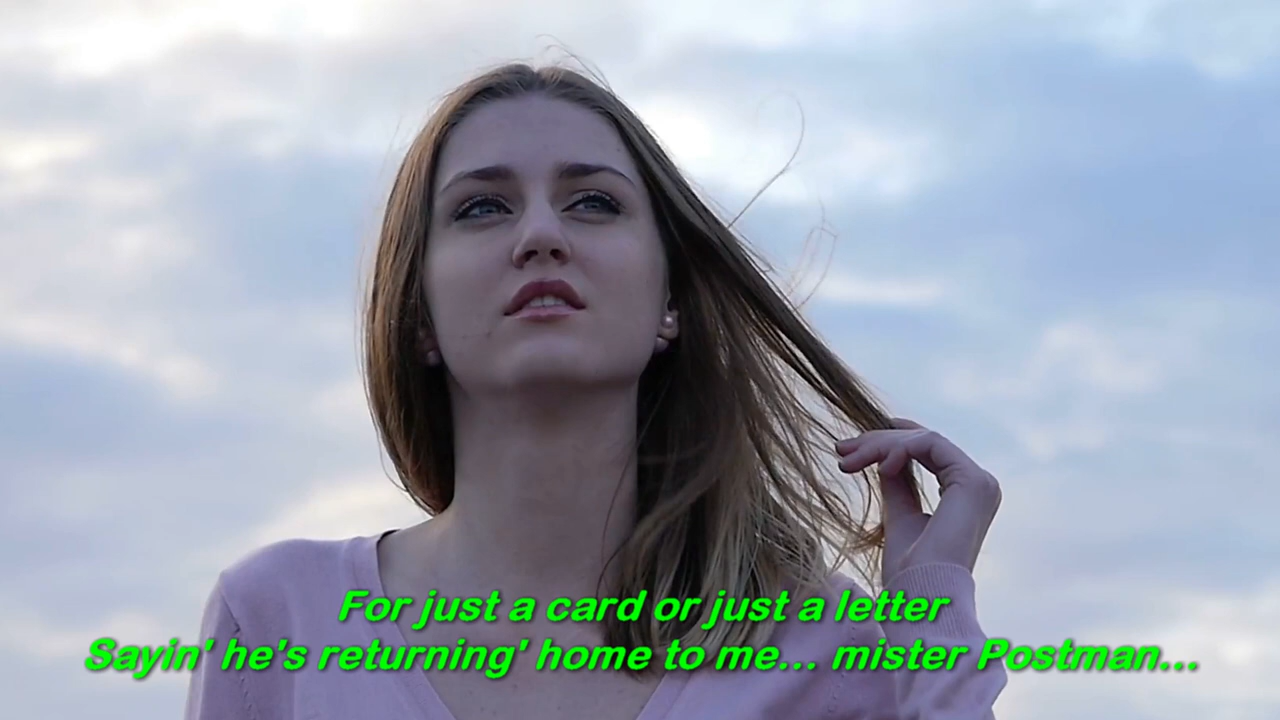 For just a card or just a letter
Sayin' he's returning' home to me... mister Postman...